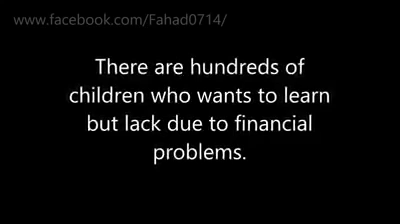 www.facebook.com/Fahad0714/
There are hundreds of
children who wants to learn
but lack due to financial
problems.